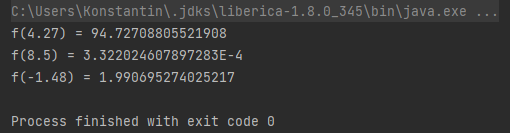 C:\Users\Konstantin\.jdks\liberica-1.8.0_345\bin\java.exe ...
f(4.27) = 94.72708805521908
f(8.5) = 3.322024607897283E-4
f(-1.48) = 1.990695274025217
Process finished with exit code 0